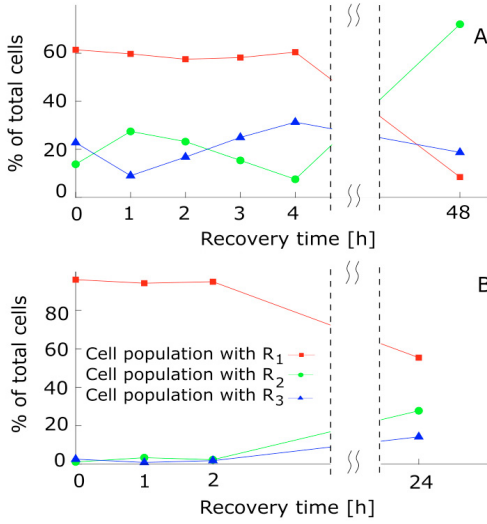 A
% of total cells
60
40
20
0
0 1 2 3 4 48
Recovery time [h]
B
% of total cells
80
60
40
20
0
Cell population with R1
Cell population with R2
Cell population with R3
0 1 2 24
Recovery time [h]